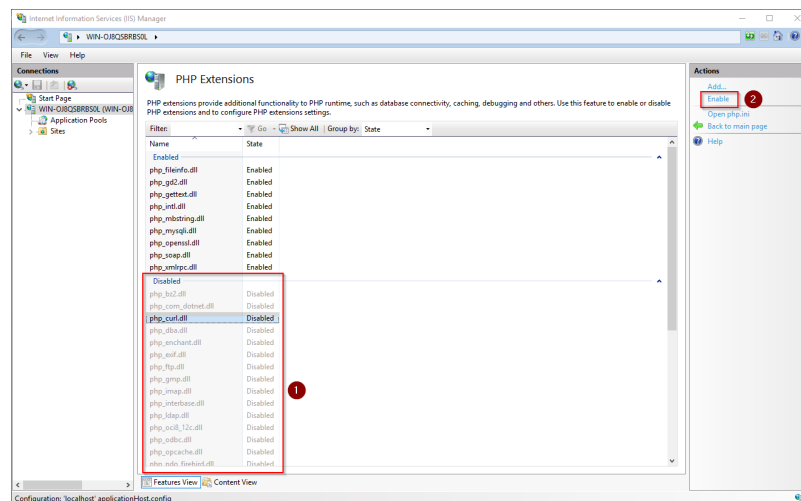 Internet Information Services (IIS) Manager
WIN-OJ8QSBRBS0L
File View Help
Connections
Start Page
WIN-OJ8QSBRBS0L (WIN-OJ8
Application Pools
Sites
PHP Extensions
PHP extensions provide additional functionality to PHP runtime, such as database connectivity, caching, debugging and others. Use this feature to enable or disable
PHP extensions and to configure PHP extensions settings.
Filter: Go Show All Group by: State
Name State
Enabled
php_fileinfo.dll Enabled
php_gd2.dll Enabled
php_gettext.dll Enabled
php_intl.dll Enabled
php_mbstring.dll Enabled
php_mysqli.dll Enabled
php_openssl.dll Enabled
php_soap.dll Enabled
php_xmlrpc.dll Enabled
Disabled
php_bz2.dll Disabled
php_com_dotnet.dll Disabled
php_curl.dll Disabled
php_dba.dll Disabled
php_enchant.dll Disabled
php_exif.dll Disabled
php_ftp.dll Disabled
php_gmp.dll Disabled
php_imap.dll Disabled
1
php_interbase.dll Disabled
php_ldap.dll Disabled
php_oci8_12c.dll Disabled
php_odbc.dll Disabled
php_opcache.dll Disabled
php_pdo_firebird.dll Disabled
Features View Content View
Actions
Add...
Enable 2
Open php.ini
Back to main page
Help
Configuration: 'localhost' applicationHost.config